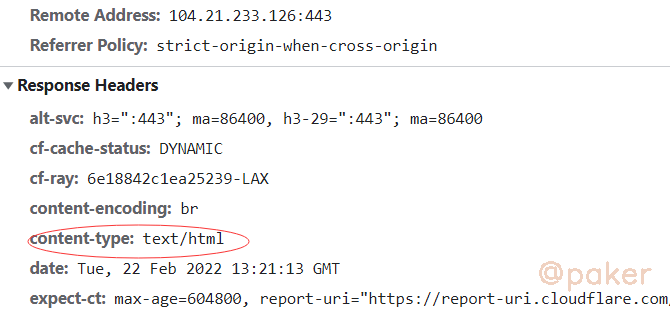 Remote Address: 104.21.233.126:443
Referrer Policy: strict-origin-when-cross-origin
Response Headers
alt-svc: h3=":443"; ma=86400, h3-29=":443"; ma=86400
cf-cache-status: DYNAMIC
cf-ray: 6e18842c1ea25239-LAX
content-encoding: br
content-type: text/html
date: Tue, 22 Feb 2022 13:21:13 GMT
@paker
expect-ct: max-age=604800, report-uri="https://report-uri.cloudflare.com,